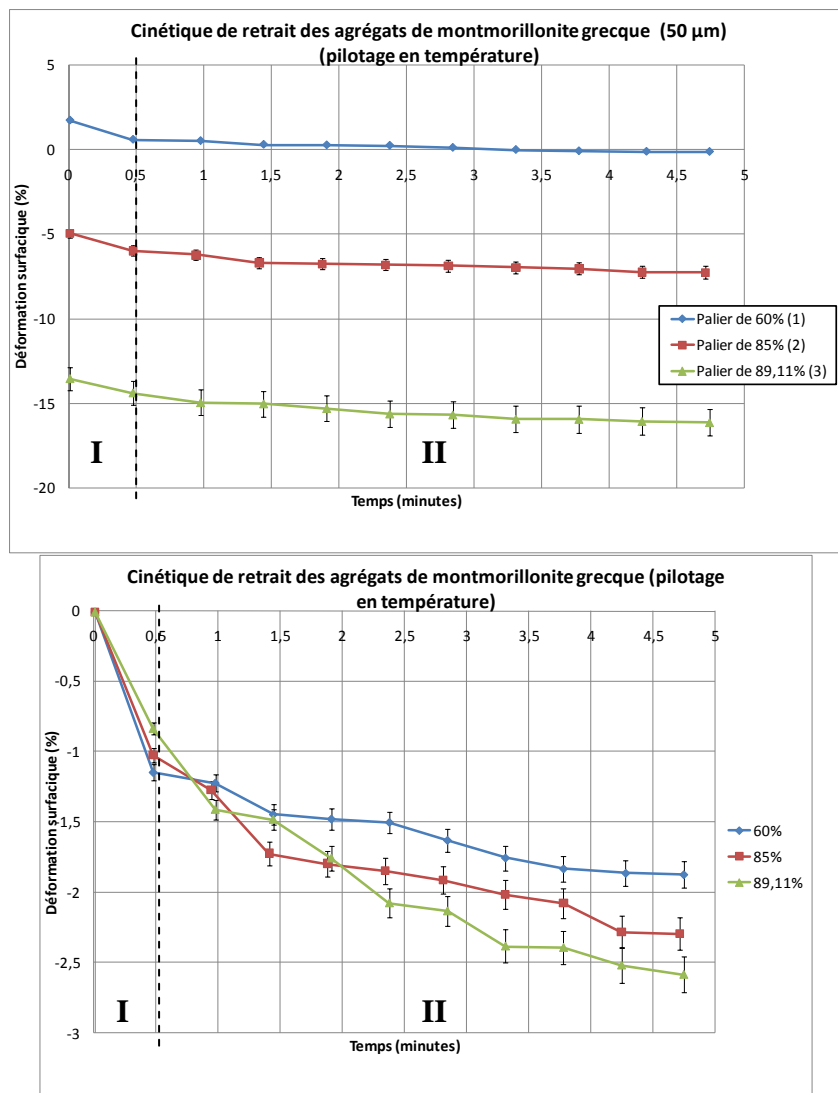 Cinétique de retrait des agrégats de montmorillonite grecque (50 µm)
(pilotage en température)
5
0
-5
-10
-15
-20
Déformation surfacique (%)
0 0,5 1 1,5 2 2,5 3 3,5 4 4,5 5
Palier de 60% (1)
Palier de 85% (2)
Palier de 89,11% (3)
I II
Temps (minutes)
Cinétique de retrait des agrégats de montmorillonite grecque (pilotage
en température)
0
-0,5
-1
-1,5
-2
-2,5
-3
Déformation surfacique (%)
0 0,5 1 1,5 2 2,5 3 3,5 4 4,5 5
60%
85%
89,11%
I II
Temps (minutes)